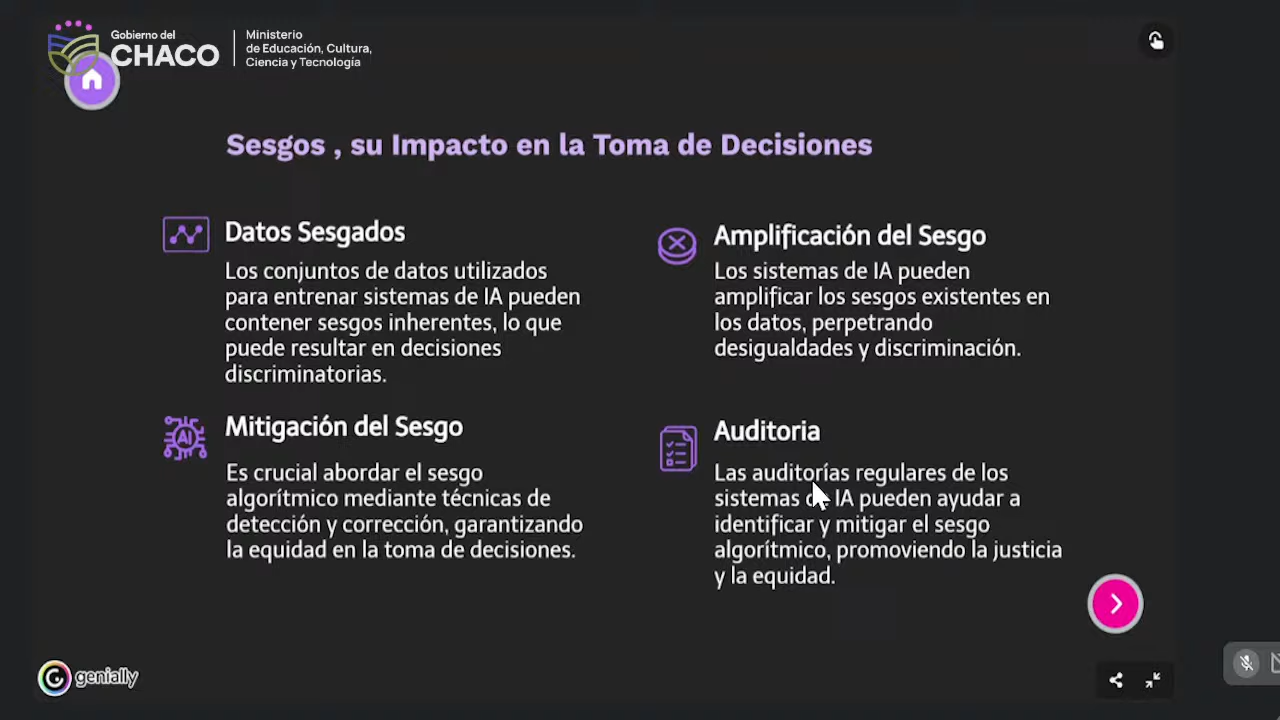 Gobierno del
CHACO
Ministerio
de Educación, Cultura,
Ciencia y Tecnología
Sesgos , su Impacto en la Toma de Decisiones
Datos Sesgados
Los conjuntos de datos utilizados
para entrenar sistemas de IA pueden
contener sesgos inherentes, lo que
puede resultar en decisiones
discriminatorias.
Amplificación del Sesgo
Los sistemas de IA pueden
amplificar los sesgos existentes en
los datos, perpetrando
desigualdades y discriminación.
AI
Mitigación del Sesgo
Es crucial abordar el sesgo
algorítmico mediante técnicas de
detección y corrección, garantizando
la equidad en la toma de decisiones.
Auditoria
Las auditorías regulares de los
sistemas de IA pueden ayudar a
identificar y mitigar el sesgo
algorítmico, promoviendo la justicia
y la equidad.
genially